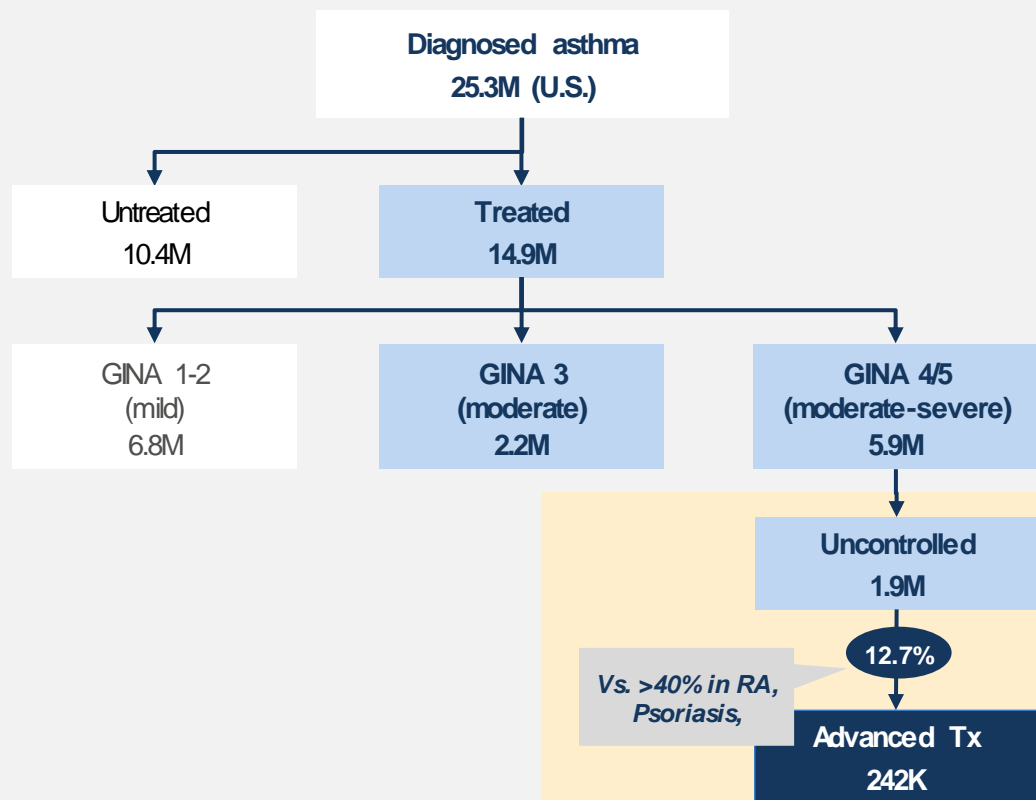 Diagnosed asthma
25.3M (U.S.)
Untreated
10.4M
Treated
14.9M
GINA 1-2
(mild)
6.8M
GINA 3
(moderate)
2.2M
GINA 4/5
(moderate-severe)
5.9M
Uncontrolled
1.9M
12.7%
Vs. >40% in RA,
Psoriasis,
Advanced Tx
242K